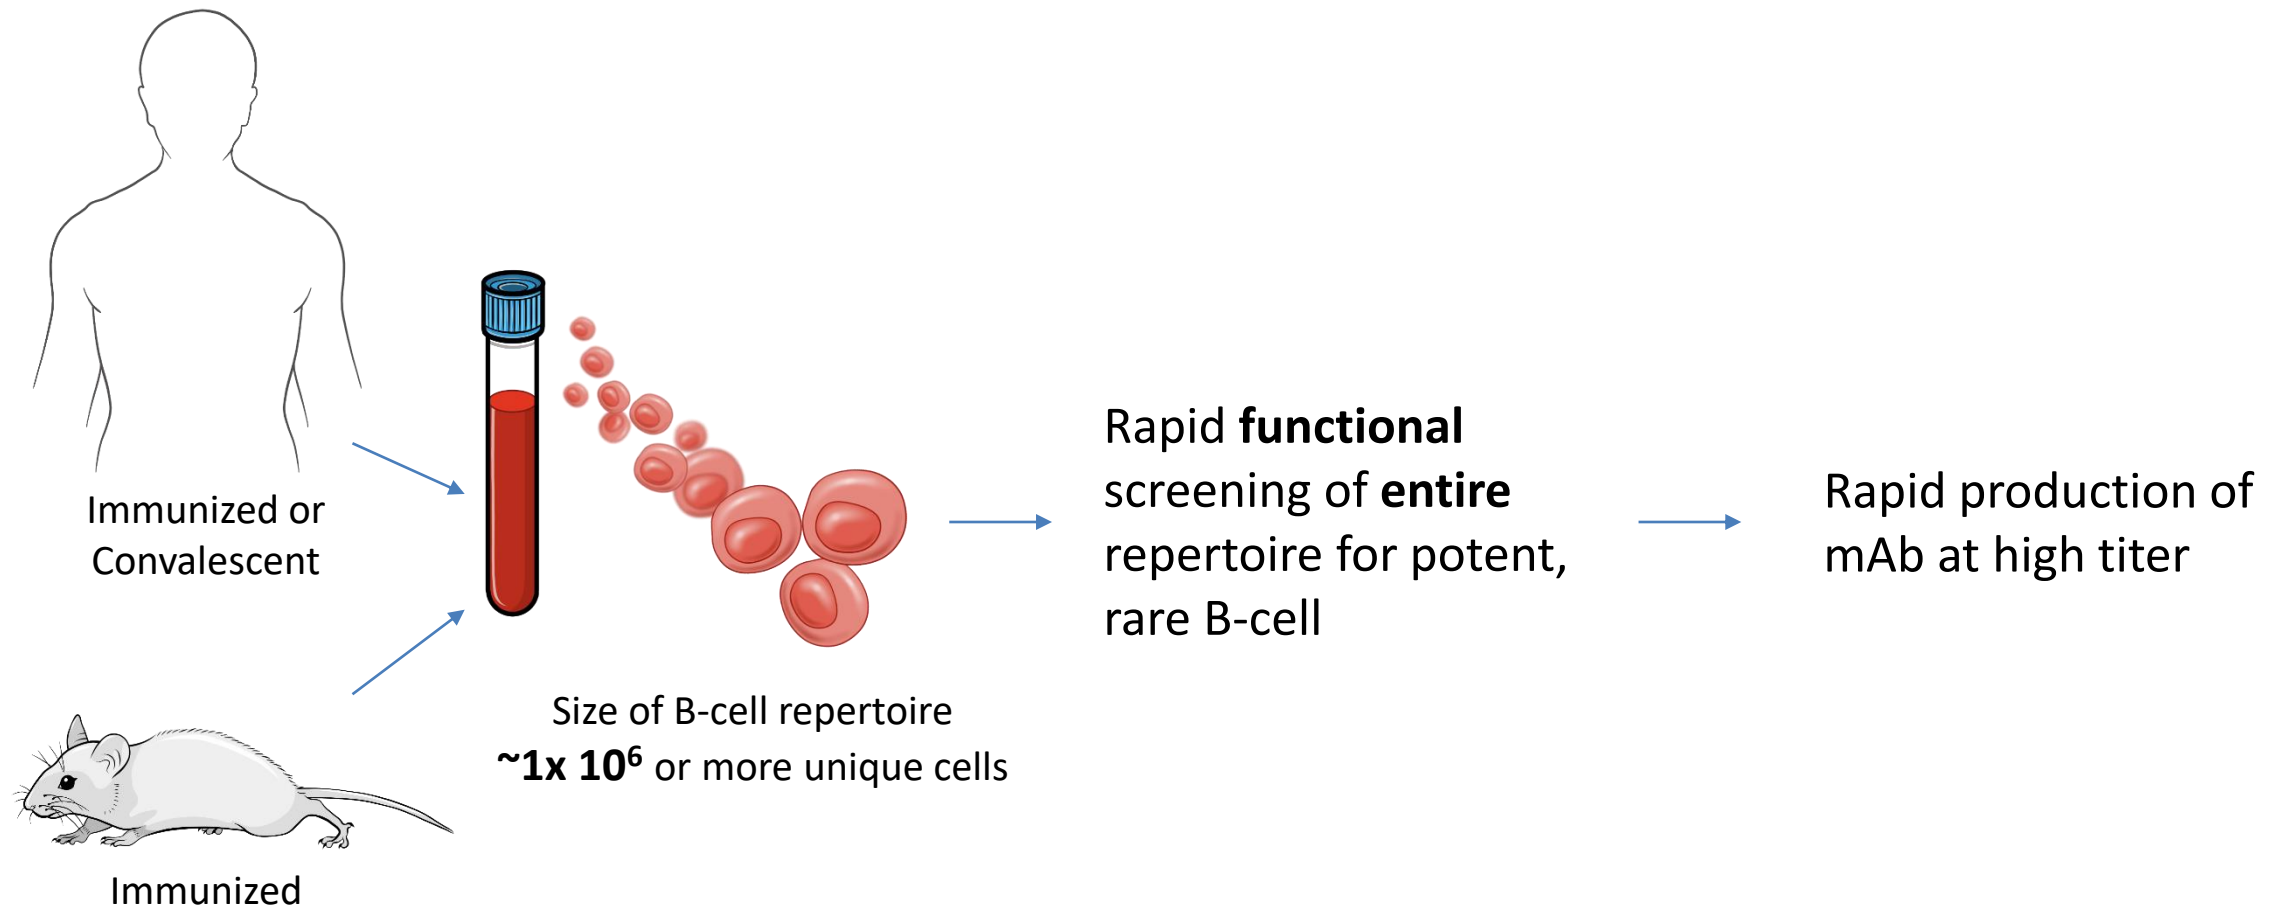 Immunized or
Convalescent
Immunized
Size of B-cell repertoire
~1x 10⁶ or more unique cells
Rapid functional
screening of entire
repertoire for potent,
rare B-cell
Rapid production of
mAb at high titer